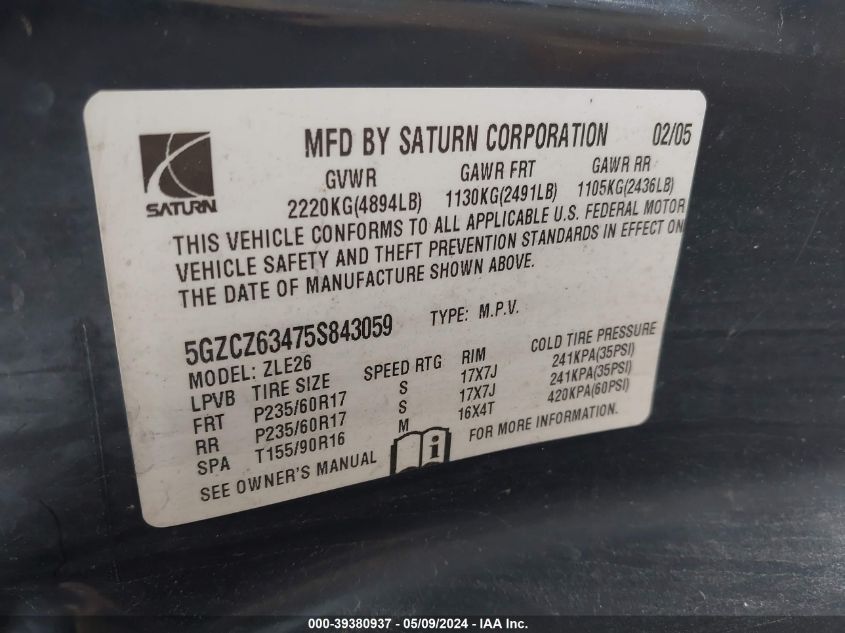 MFD BY SATURN CORPORATION 02/05
SATURN
GVWR GAWR FRT GAWR RR
2220KG(4894LB) 1130KG(2491LB) 1105KG(2436LB)
THIS VEHICLE CONFORMS TO ALL APPLICABLE U.S. FEDERAL MOTOR
VEHICLE SAFETY AND THEFT PREVENTION STANDARDS IN EFFECT ON
THE DATE OF MANUFACTURE SHOWN ABOVE.
5GZCZ63475S843059 TYPE: M.P.V.
MODEL: ZLE26
LPVB TIRE SIZE SPEED RTG RIM COLD TIRE PRESSURE
FRT P235/60R17 S 17X7J 241KPA(35PSI)
RR P235/60R17 S 17X7J 241KPA(35PSI)
SPA T155/90R16 M 16X4T 420KPA(60PSI)
SEE OWNER'S MANUAL i FOR MORE INFORMATION.
000-39380937 - 05/09/2024 - IAA Inc.